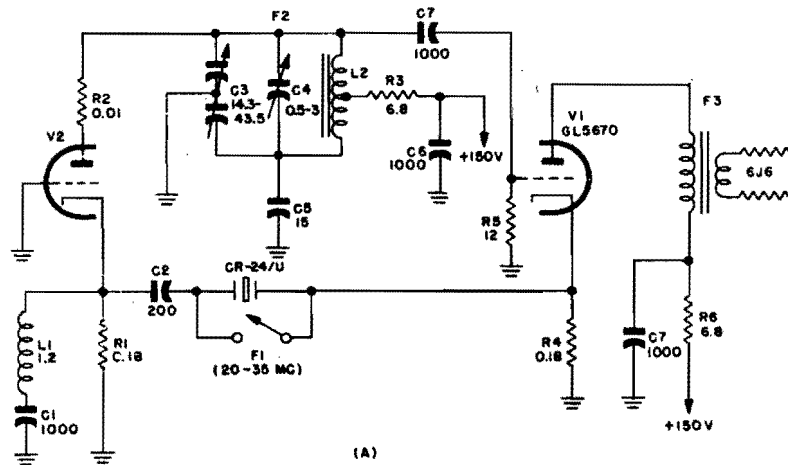 F2
C7
1000
R2
0.01
C3
14.3-
43.5
C4
0.5-3
L2
R3
6.8
C6
1000
+150V
V1
GL5670
F3
6J6
V2
C5
15
R5
12
C2
200
CR-24/U
F1
(20-35 MC)
L1
1.2
R1
0.18
C1
1000
R4
0.18
C7
1000
R6
6.8
+150V
(A)